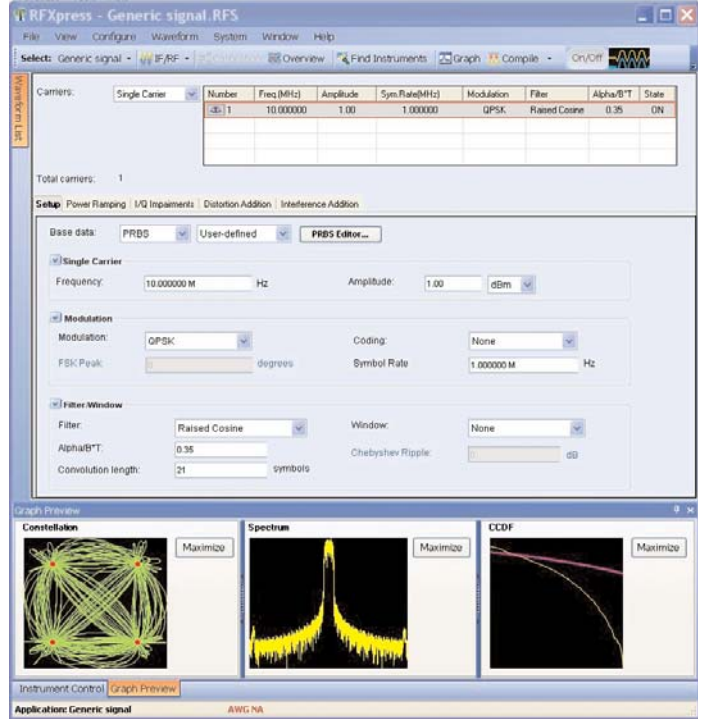 RFXpress - Generic signal.RFS
File View Configure Waveform System Window Help
Select: Generic signal IF/RF Overview Find Instruments Graph Compile On/Off
Waveform List
Carriers: Single Carrier
Number Freq.(MHz) Amplitude Sym.Rate(MHz) Modulation Filter Alpha/B*T State
1 10.000000 1.00 1.000000 QPSK Raised Cosine 0.35 ON
Total carriers: 1
Setup Power Ramping I/Q Impairments Distortion Addition Interference Addition
Base data: PRBS User-defined PRBS Editor...
Single Carrier
Frequency: 10.000000 M Hz Amplitude: 1.00 dBm
Modulation
Modulation: QPSK Coding: None
FSK Peak: degrees Symbol Rate 1.000000 M Hz
Filter/Window
Filter: Raised Cosine Window: None
Alpha/B*T: 0.35 Chebyshev Ripple: dB
Convolution length: 21 symbols
Graph Preview
Constellation Maximize Spectrum Maximize CCDF Maximize
Instrument Control Graph Preview
Application: Generic signal AWG NA